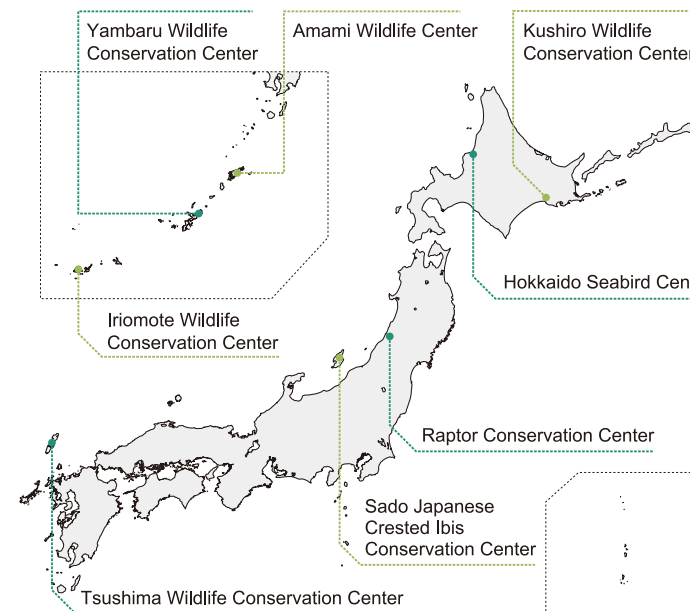 Yambaru Wildlife
Conservation Center
Amami Wildlife Center
Kushiro Wildlife
Conservation Center
Hokkaido Seabird Cen
Iriomote Wildlife
Conservation Center
Raptor Conservation Center
Sado Japanese
Crested Ibis
Conservation Center
Tsushima Wildlife Conservation Center